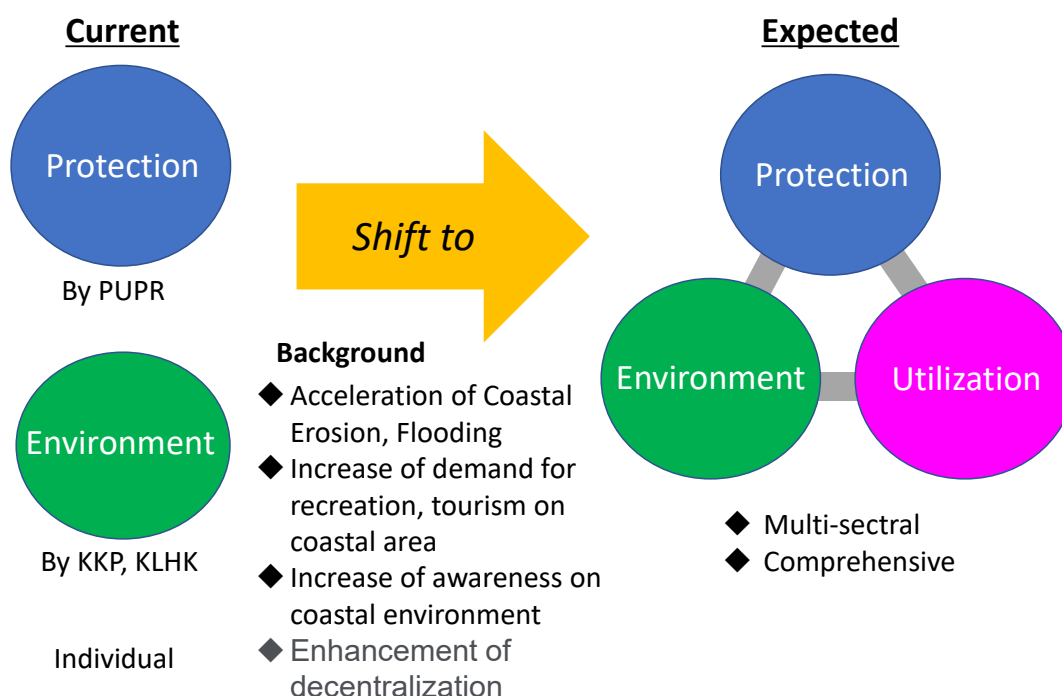 Current
Protection
By PUPR
Environment
By KKP, KLHK
Individual
Shift to
Background
◆ Acceleration of Coastal
Erosion, Flooding
◆ Increase of demand for
recreation, tourism on
coastal area
◆ Increase of awareness on
coastal environment
◆ Enhancement of
decentralization
Expected
Protection
Environment
Utilization
◆ Multi-sectral
◆ Comprehensive